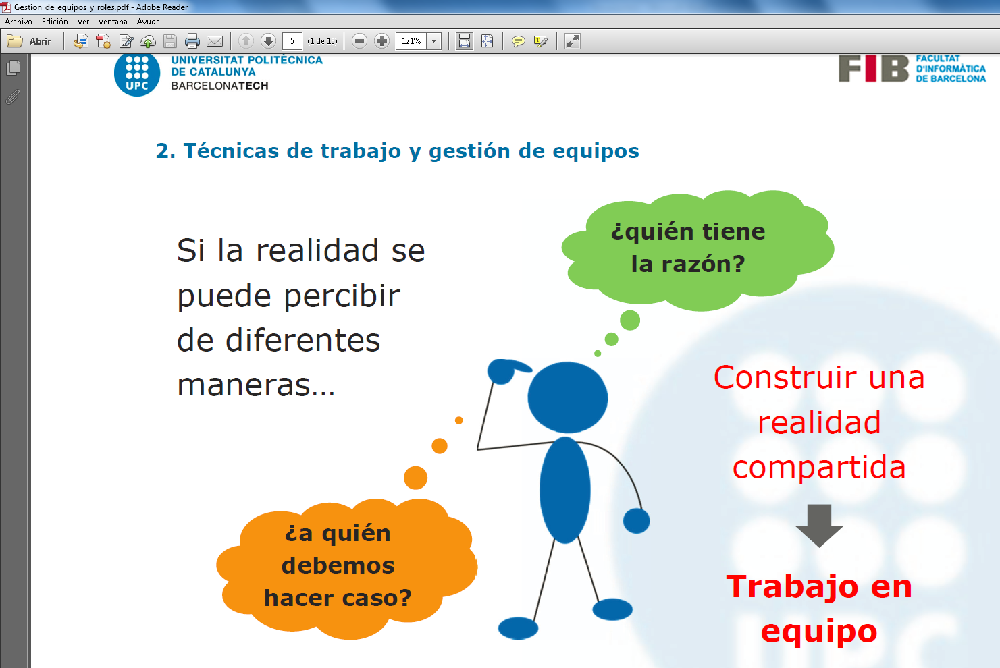 Gestion_de_equipos_y_roles.pdf - Adobe Reader
Archivo Edición Ver Ventana Ayuda
Abrir 5 (1 de 15) 121%
UNIVERSITAT POLITÈCNICA
DE CATALUNYA
BARCELONATECH
UPC
FIB
FACULTAT
D'INFORMÀTICA
DE BARCELONA
2. Técnicas de trabajo y gestión de equipos
Si la realidad se
puede percibir
de diferentes
maneras...
¿quién tiene
la razón?
¿a quién
debemos
hacer caso?
Construir una
realidad
compartida
Trabajo en
equipo
UPC